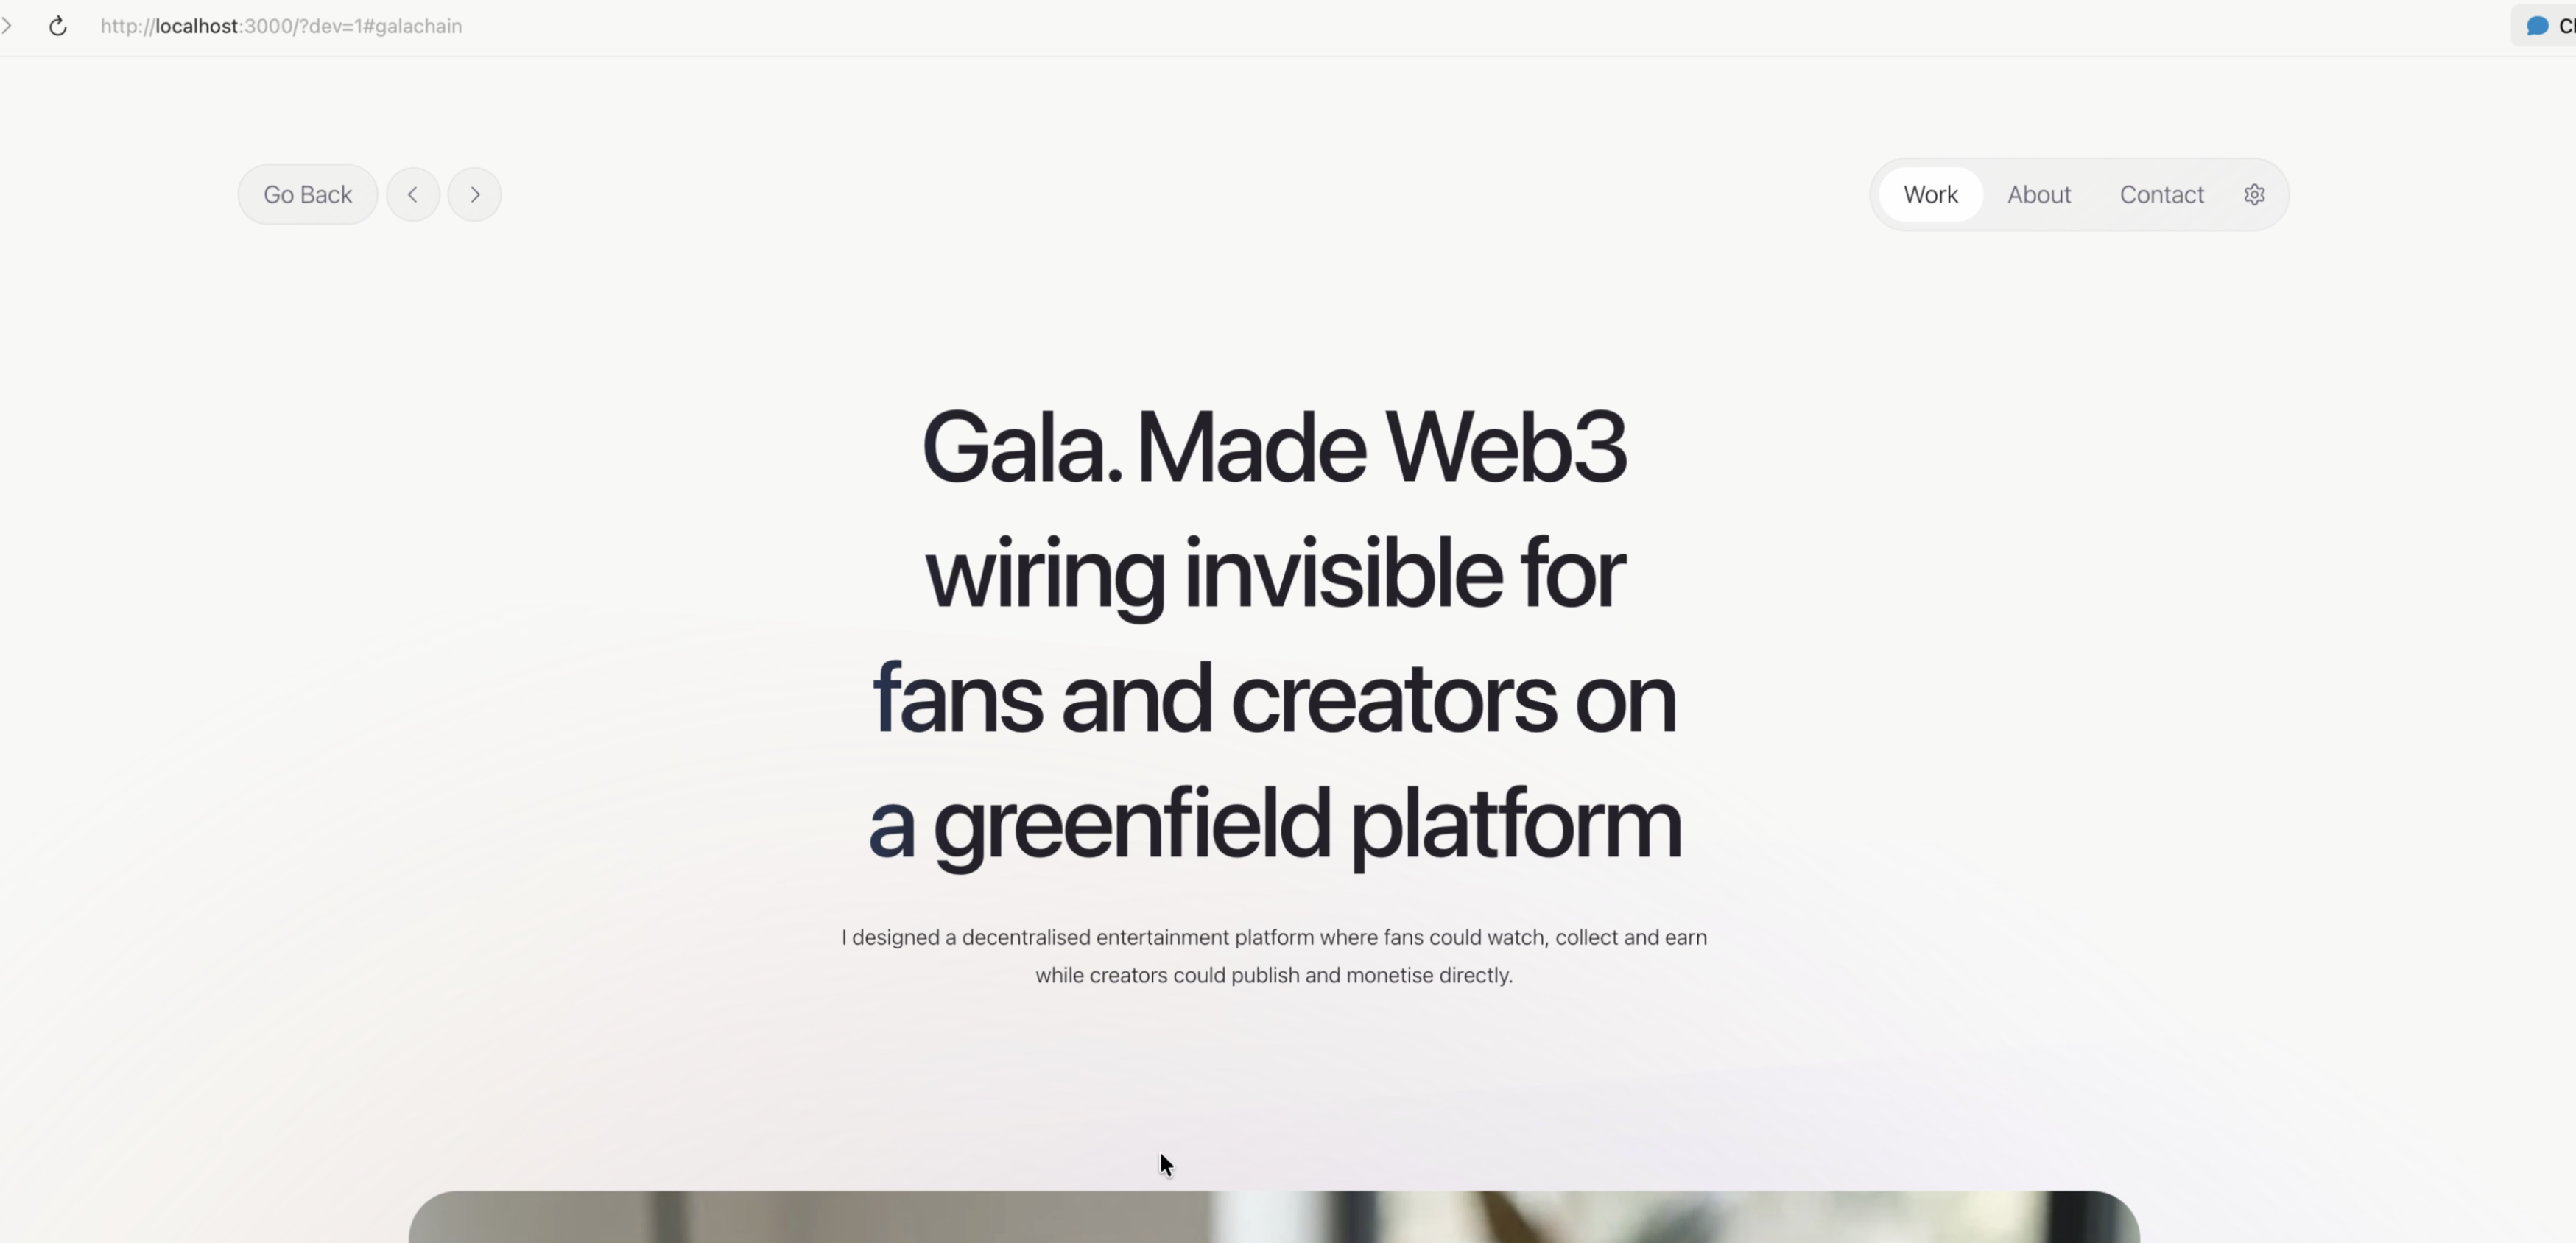 http://localhost:3000/?dev=1#galachain
Go Back
Work About Contact
Gala. Made Web3
wiring invisible for
fans and creators on
a greenfield platform
I designed a decentralised entertainment platform where fans could watch, collect and earn
while creators could publish and monetise directly.